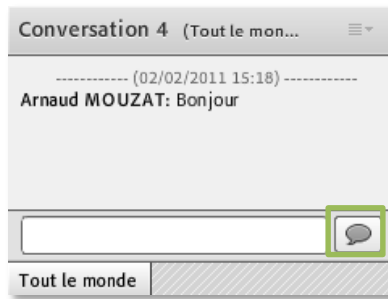 Conversation 4 (Tout le mon...
------------ (02/02/2011 15:18) ------------
Arnaud MOUZAT: Bonjour
Tout le monde